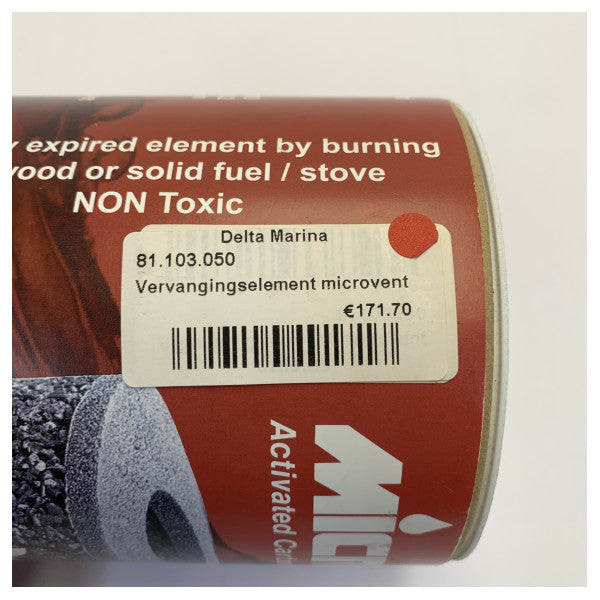 expired element by burning
or solid fuel / stove
NON Toxic
Delta Marina
81.103.050
Vervangingselement microvent
€171.70
Activated